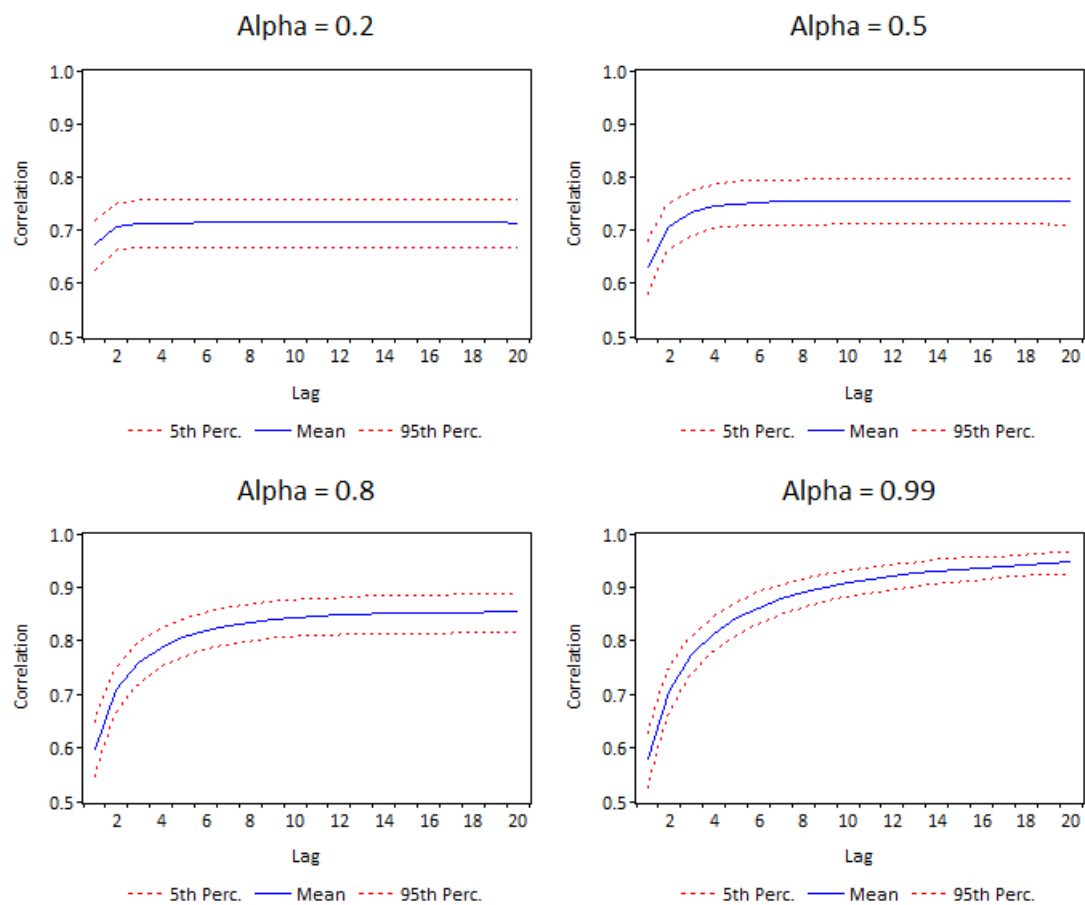 Alpha = 0.2
1.0
0.9
0.8
0.7
0.6
0.5
Correlation
2 4 6 8 10 12 14 16 18 20
Lag
5th Perc. Mean 95th Perc.
Alpha = 0.5
1.0
0.9
0.8
0.7
0.6
0.5
Correlation
2 4 6 8 10 12 14 16 18 20
Lag
5th Perc. Mean 95th Perc.
Alpha = 0.8
1.0
0.9
0.8
0.7
0.6
0.5
Correlation
2 4 6 8 10 12 14 16 18 20
Lag
5th Perc. Mean 95th Perc.
Alpha = 0.99
1.0
0.9
0.8
0.7
0.6
0.5
Correlation
2 4 6 8 10 12 14 16 18 20
Lag
5th Perc. Mean 95th Perc.